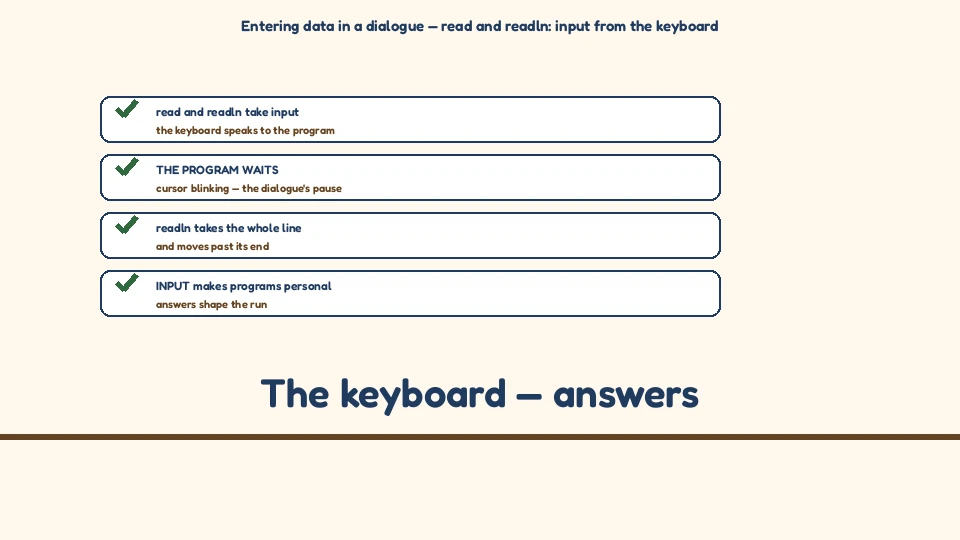 Entering data in a dialogue — read and readln: input from the keyboard
read and readln take input
the keyboard speaks to the program
THE PROGRAM WAITS
cursor blinking — the dialogue's pause
readln takes the whole line
and moves past its end
INPUT makes programs personal
answers shape the run
The keyboard — answers